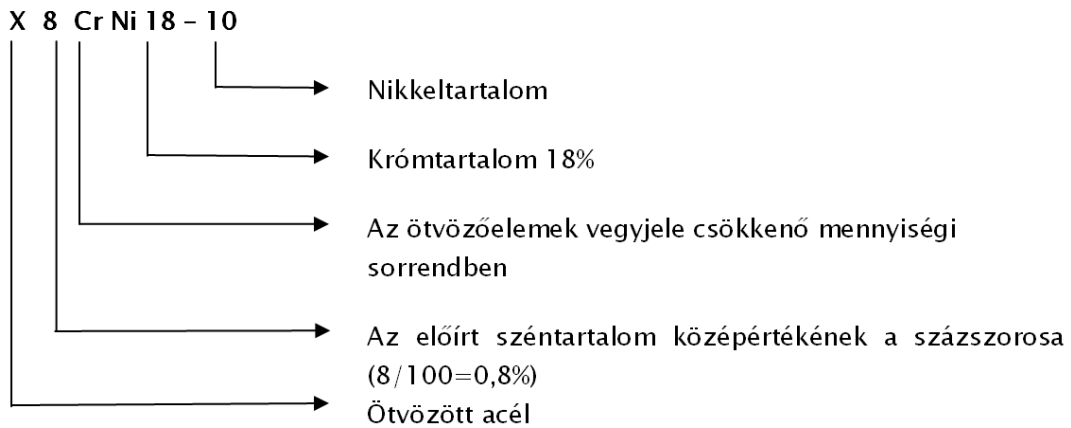 X 8 Cr Ni 18 – 10
Nikkeltartalom
Krómtartalom 18%
Az ötvözőelemek vegyjele csökkenő mennyiségi
sorrendben
Az előírt széntartalom középértékének a százszorosa
(8/100=0,8%)
Ötvözött acél